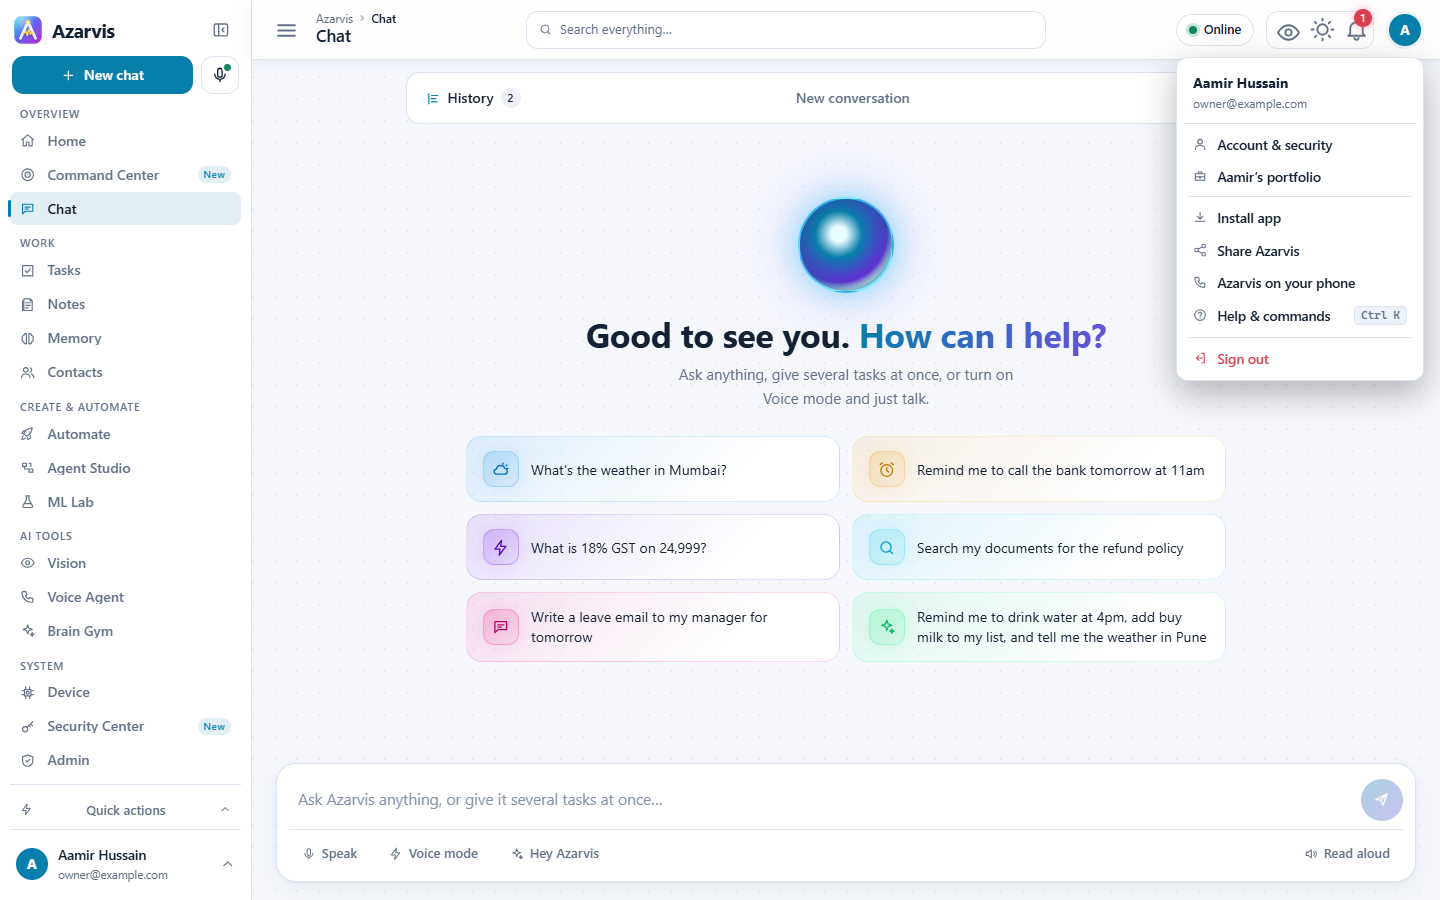 Azarvis
New chat
OVERVIEW
Home
Command Center New
Chat
WORK
Tasks
Notes
Memory
Contacts
CREATE & AUTOMATE
Automate
Agent Studio
ML Lab
AI TOOLS
Vision
Voice Agent
Brain Gym
SYSTEM
Device
Security Center New
Admin
Quick actions
A
Aamir Hussain
owner@example.com
Azarvis > Chat
Chat
Search everything...
Online
1
A
History 2
New conversation
Aamir Hussain
owner@example.com
Account & security
Aamir's portfolio
Install app
Share Azarvis
Azarvis on your phone
Help & commands Ctrl K
Sign out
Good to see you. How can I help?
Ask anything, give several tasks at once, or turn on
Voice mode and just talk.
What's the weather in Mumbai?
Remind me to call the bank tomorrow at 11am
What is 18% GST on 24,999?
Search my documents for the refund policy
Write a leave email to my manager for
tomorrow
Remind me to drink water at 4pm, add buy
milk to my list, and tell me the weather in Pune
Ask Azarvis anything, or give it several tasks at once...
Speak
Voice mode
Hey Azarvis
Read aloud